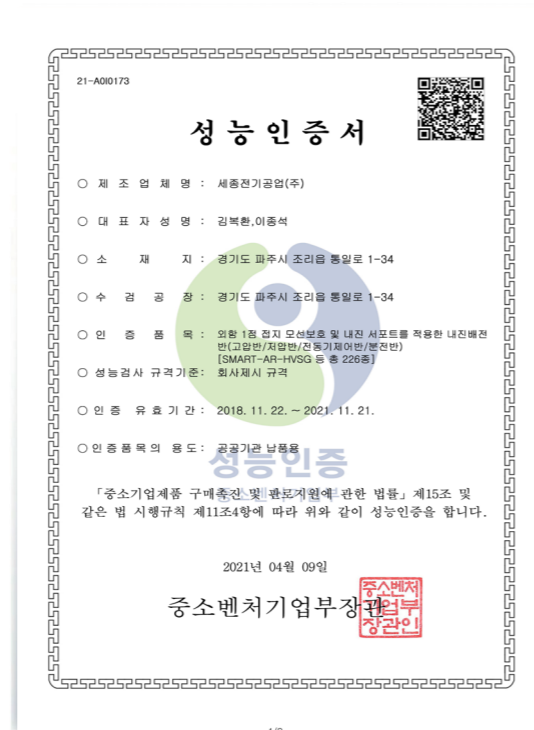 21-AOI0173
성능인증서
○ 제 조 업 체 명 : 세종전기공업(주)
○ 대 표 자 성 명 : 김복환,이종석
○ 소 재 지 : 경기도 파주시 조리읍 통일로 1-34
○ 수 검 공 장 : 경기도 파주시 조리읍 통일로 1-34
○ 인 증 품 목 : 외함 1점 접지 모선보호 및 내진 서포트를 적용한 내진배전
반(고압반/저압반/전동기제어반/분전반)
[SMART-AR-HVSG 등 총 226종]
○ 성능검사 규격기준: 회사제시 규격
○ 인증 유효기간 : 2018. 11. 22. ~ 2021. 11. 21.
○ 인증품목의 용도: 공공기관 납품용
성능인증
중소벤처기업부
「중소기업제품 구매촉진 및 판로지원에 관한 법률」 제15조 및
같은 법 시행규칙 제11조4항에 따라 위와 같이 성능인증을 합니다.
2021년 04월 09일
중소벤처기업부장관
중소벤처
기업부
장관인